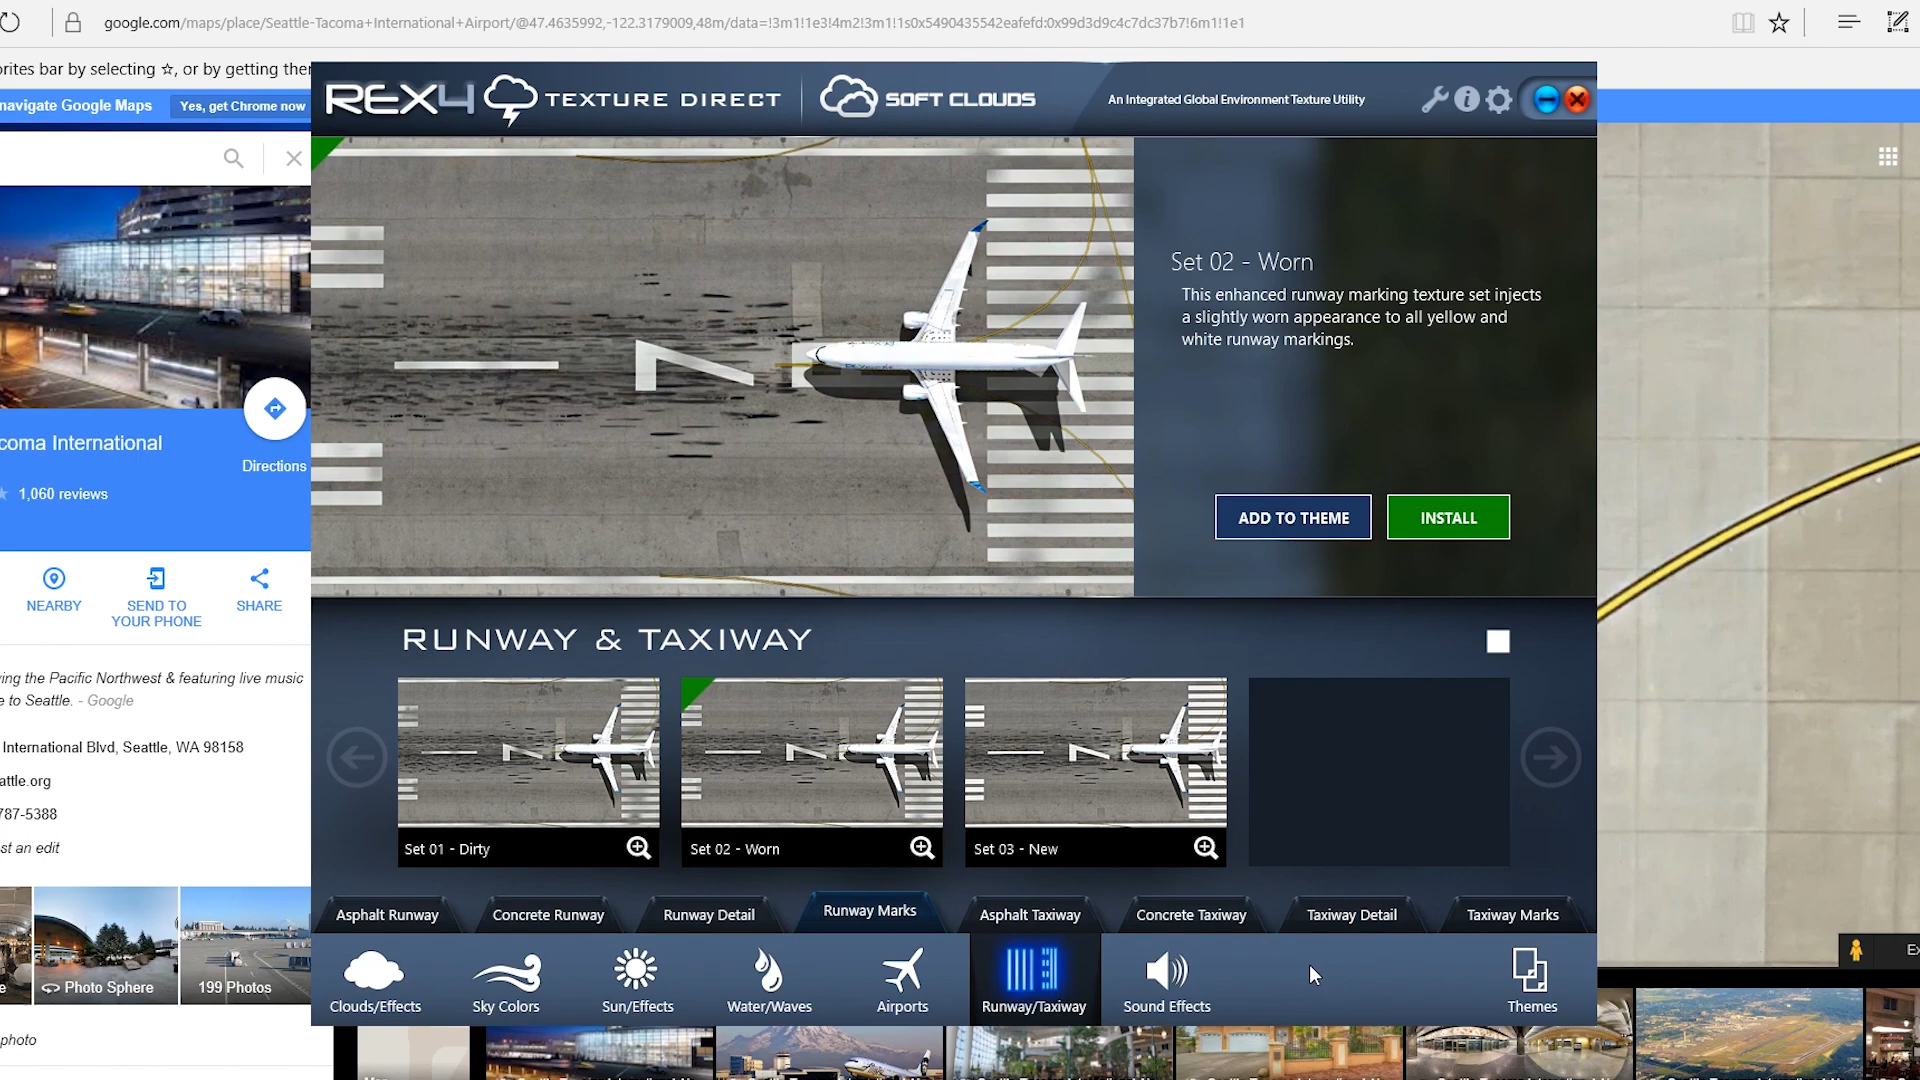 google.com/maps/place/Seattle-Tacoma+International+Airport/@47.4635992,-122.3179009,48m/data=!3m1!1e3!4m2!3m1!1s0x5490435542eafefd:0x99d3d9c4c7dc37b7!6m1!1e1
rites bar by selecting ☆, or by getting ther
navigate Google Maps
Yes, get Chrome now
REX4 TEXTURE DIRECT
SOFT CLOUDS
An Integrated Global Environment Texture Utility
Set 02 - Worn
This enhanced runway marking texture set injects
a slightly worn appearance to all yellow and
white runway markings.
ADD TO THEME
INSTALL
coma International
Directions
1,060 reviews
NEARBY
SEND TO
YOUR PHONE
SHARE
ving the Pacific Northwest & featuring live music
e to Seattle. - Google
International Blvd, Seattle, WA 98158
attle.org
787-5388
st an edit
e
Photo Sphere
199 Photos
photo
RUNWAY & TAXIWAY
Set 01 - Dirty
Set 02 - Worn
Set 03 - New
Asphalt Runway
Concrete Runway
Runway Detail
Runway Marks
Asphalt Taxiway
Concrete Taxiway
Taxiway Detail
Taxiway Marks
Clouds/Effects
Sky Colors
Sun/Effects
Water/Waves
Airports
Runway/Taxiway
Sound Effects
Themes
Ex